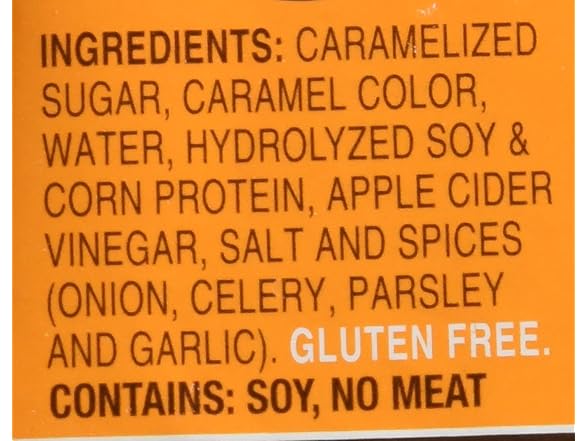 INGREDIENTS: CARAMELIZED
SUGAR, CARAMEL COLOR,
WATER, HYDROLYZED SOY &
CORN PROTEIN, APPLE CIDER
VINEGAR, SALT AND SPICES
(ONION, CELERY, PARSLEY
AND GARLIC). GLUTEN FREE.
CONTAINS: SOY, NO MEAT